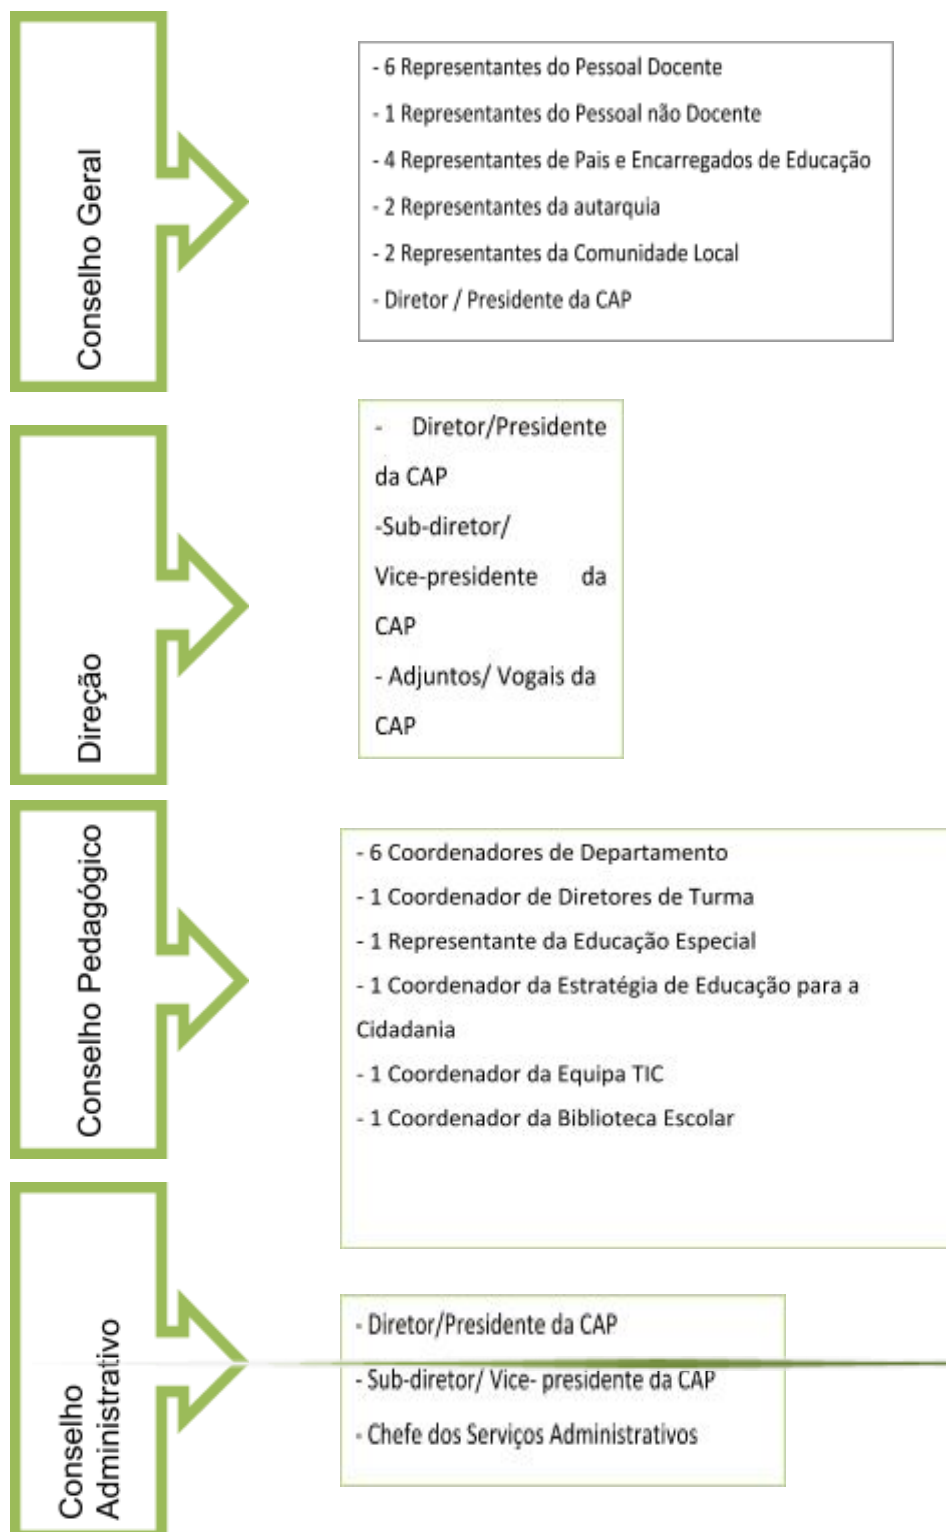 Conselho Geral
- 6 Representantes do Pessoal Docente
- 1 Representantes do Pessoal não Docente
- 4 Representantes de Pais e Encarregados de Educação
- 2 Representantes da autarquia
- 2 Representantes da Comunidade Local
- Diretor / Presidente da CAP
Direção
- Diretor/Presidente
da CAP
-Sub-diretor/
Vice-presidente da
CAP
- Adjuntos/ Vogais da
CAP
Conselho Pedagógico
- 6 Coordenadores de Departamento
- 1 Coordenador de Diretores de Turma
- 1 Representante da Educação Especial
- 1 Coordenador da Estratégia de Educação para a
Cidadania
- 1 Coordenador da Equipa TIC
- 1 Coordenador da Biblioteca Escolar
Conselho
Administrativo
- Diretor/Presidente da CAP
- Sub-diretor/ Vice- presidente da CAP
- Chefe dos Serviços Administrativos